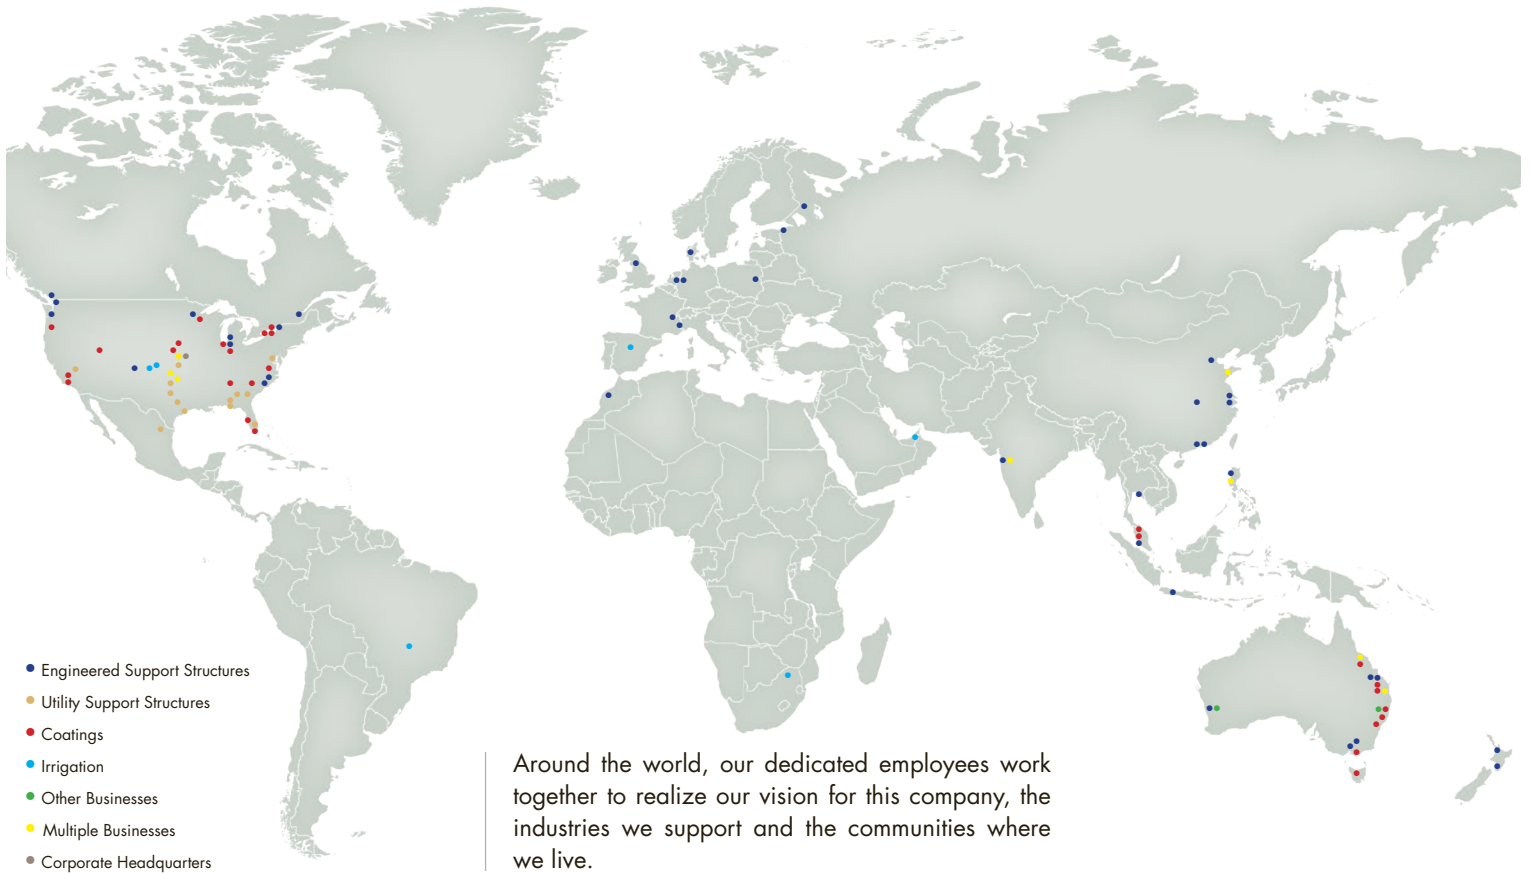 Engineered Support Structures
Utility Support Structures
Coatings
Irrigation
Other Businesses
Multiple Businesses
Corporate Headquarters
Around the world, our dedicated employees work
together to realize our vision for this company, the
industries we support and the communities where
we live.